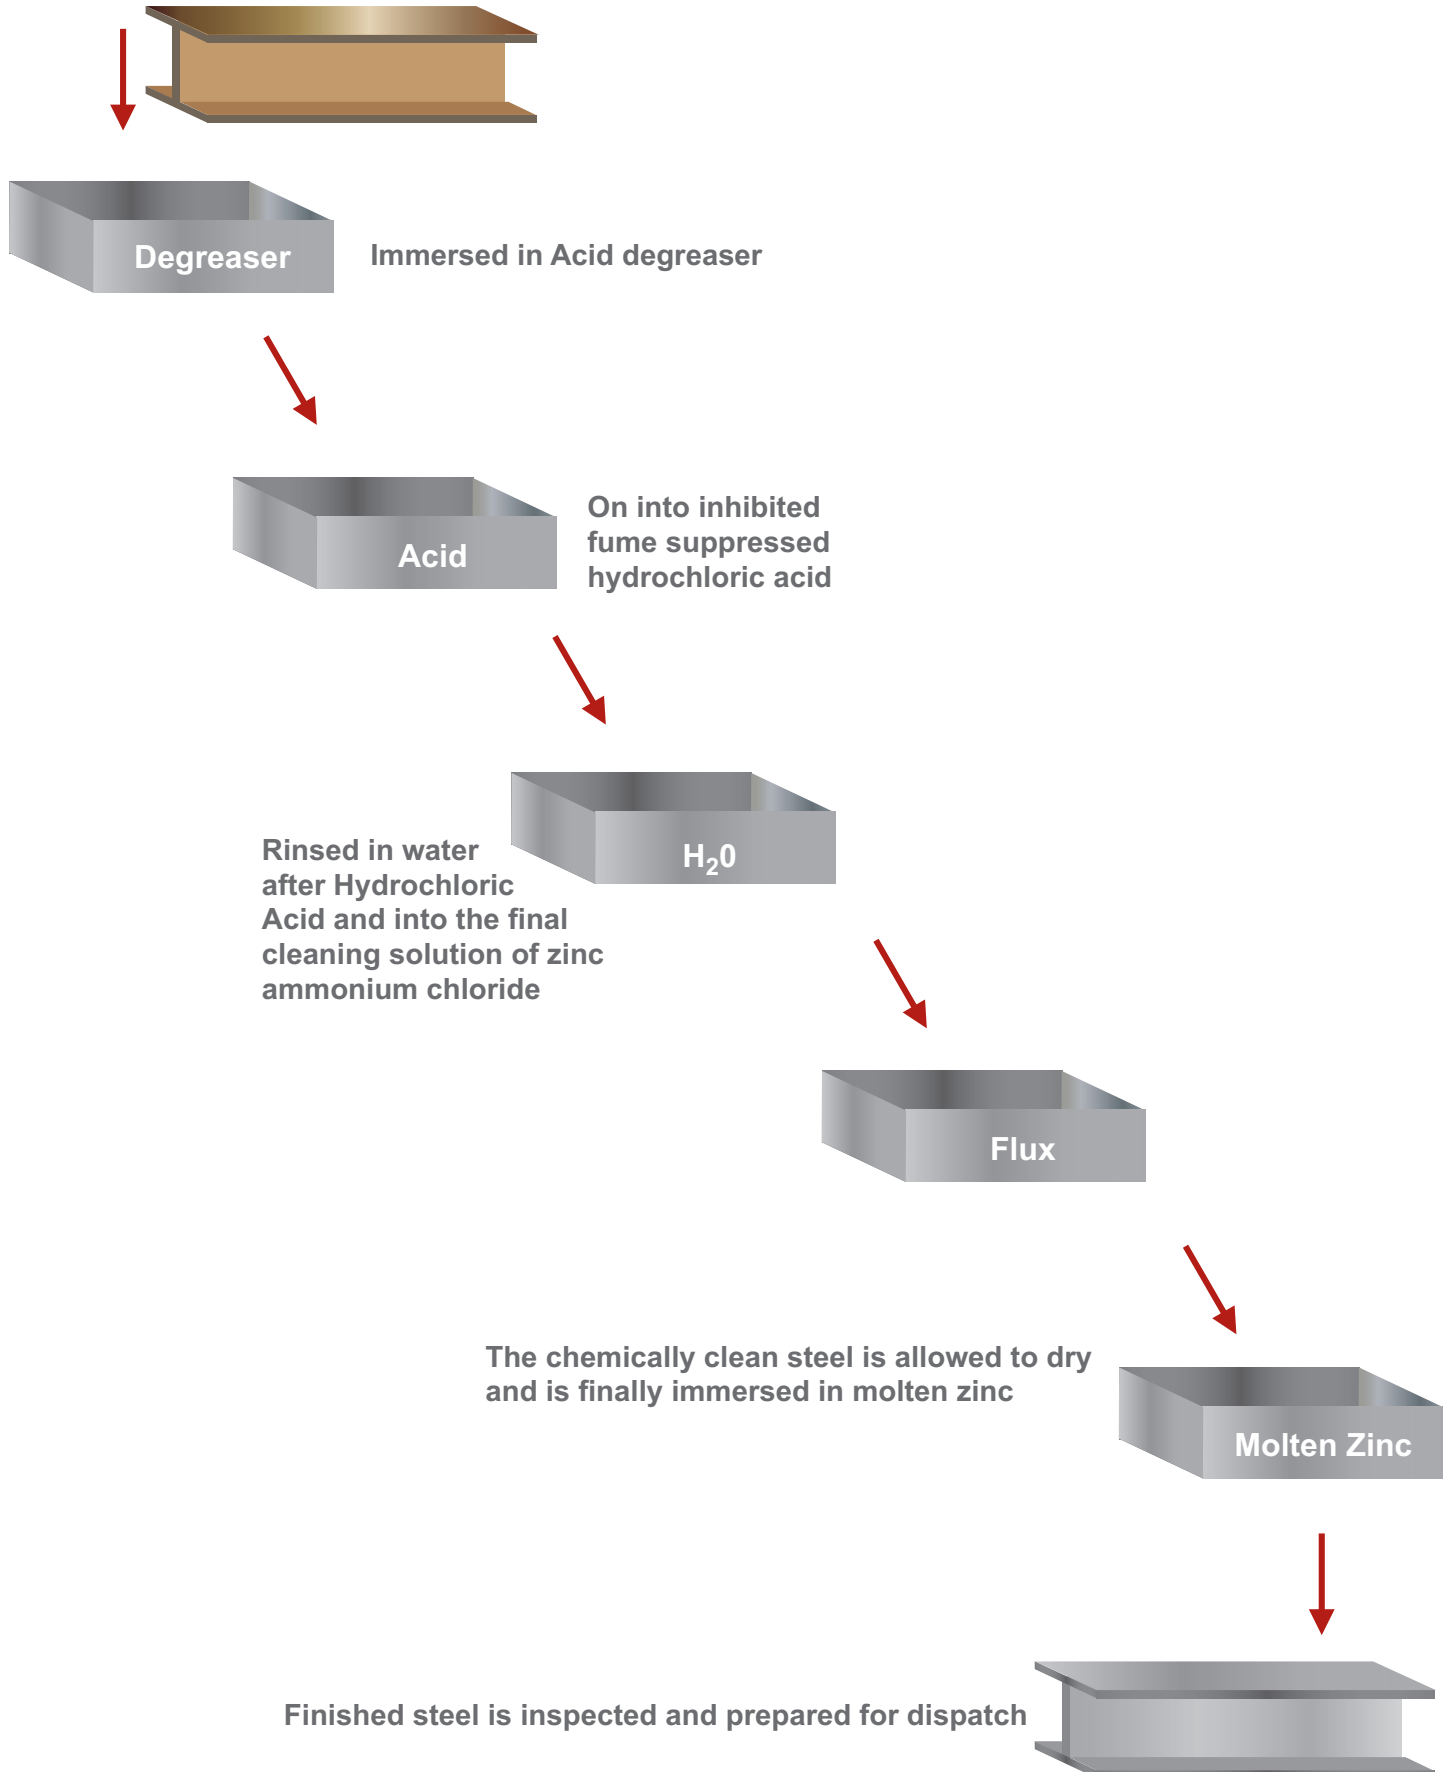 Degreaser
Immersed in Acid degreaser
Acid
On into inhibited
fume suppressed
hydrochloric acid
H₂0
Rinsed in water
after Hydrochloric
Acid and into the final
cleaning solution of zinc
ammonium chloride
Flux
The chemically clean steel is allowed to dry
and is finally immersed in molten zinc
Molten Zinc
Finished steel is inspected and prepared for dispatch